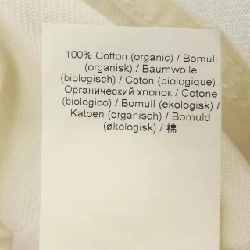 100% Cotton (organic) / Bomull
(organisk) / Baumwolle
(biologisch) / Coton (biologique) /
Органический хлопок / Cotone
(biologico) / Bumull (ekologisk) /
Katoen (organisch) / Bomuld
(økologisk) / 棉